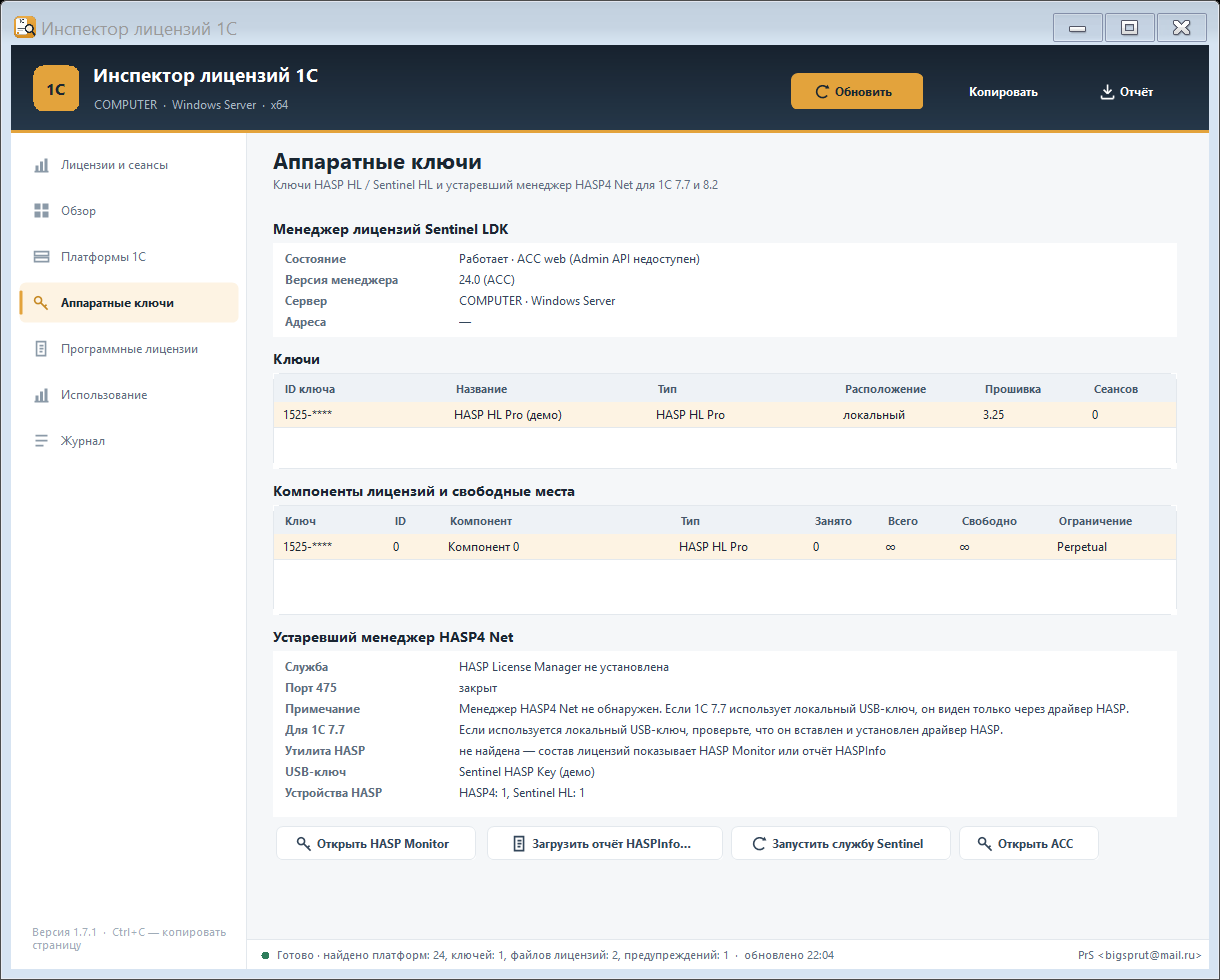 Инспектор лицензий 1С
1С
Инспектор лицензий 1С
COMPUTER · Windows Server · x64
Обновить
Копировать
Отчёт
Лицензии и сеансы
Обзор
Платформы 1С
Аппаратные ключи
Программные лицензии
Использование
Журнал
Аппаратные ключи
Ключи HASP HL / Sentinel HL и устаревший менеджер HASP4 Net для 1С 7.7 и 8.2
Менеджер лицензий Sentinel LDK
Состояние Работает · ACC web (Admin API недоступен)
Версия менеджера 24.0 (ACC)
Сервер COMPUTER · Windows Server
Адреса —
Ключи
ID ключа Название Тип Расположение Прошивка Сеансов
1525-**** HASP HL Pro (демо) HASP HL Pro локальный 3.25 0
Компоненты лицензий и свободные места
Ключ ID Компонент Тип Занято Всего Свободно Ограничение
1525-**** 0 Компонент 0 HASP HL Pro 0 ∞ ∞ Perpetual
Устаревший менеджер HASP4 Net
Служба HASP License Manager не установлена
Порт 475 закрыт
Примечание Менеджер HASP4 Net не обнаружен. Если 1С 7.7 использует локальный USB-ключ, он виден только через драйвер HASP.
Для 1С 7.7 Если используется локальный USB-ключ, проверьте, что он вставлен и установлен драйвер HASP.
Утилита HASP не найдена — состав лицензий показывает HASP Monitor или отчёт HASPInfo
USB-ключ Sentinel HASP Key (демо)
Устройства HASP HASP4: 1, Sentinel HL: 1
Открыть HASP Monitor
Загрузить отчёт HASPInfo...
Запустить службу Sentinel
Открыть ACC
Версия 1.7.1 · Ctrl+C — копировать
страницу
Готово · найдено платформ: 24, ключей: 1, файлов лицензий: 2, предупреждений: 1 · обновлено 22:04
PrS <bigsprut@mail.ru>